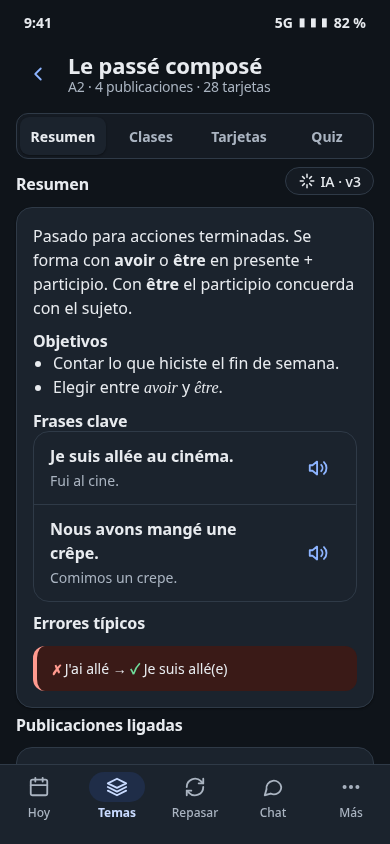 9:41
5G 82 %
Le passé composé
A2 · 4 publicaciones · 28 tarjetas
Resumen Clases Tarjetas Quiz
Resumen
IA · v3
Pasado para acciones terminadas. Se
forma con avoir o être en presente +
participio. Con être el participio concuerda
con el sujeto.
Objetivos
• Contar lo que hiciste el fin de semana.
• Elegir entre avoir y être.
Frases clave
Je suis allée au cinéma.
Fui al cine.
Nous avons mangé une
crêpe.
Comimos un crepe.
Errores típicos
✗ J'ai allé → ✓ Je suis allé(e)
Publicaciones ligadas
Hoy Temas Repasar Chat Más